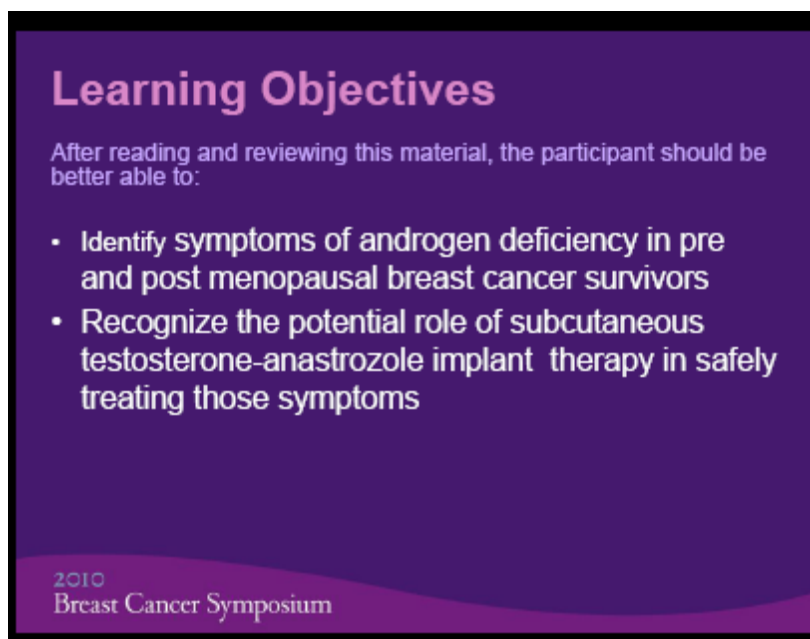 Learning Objectives
After reading and reviewing this material, the participant should be
better able to:
• Identify symptoms of androgen deficiency in pre
and post menopausal breast cancer survivors
• Recognize the potential role of subcutaneous
testosterone-anastrozole implant therapy in safely
treating those symptoms
2010
Breast Cancer Symposium